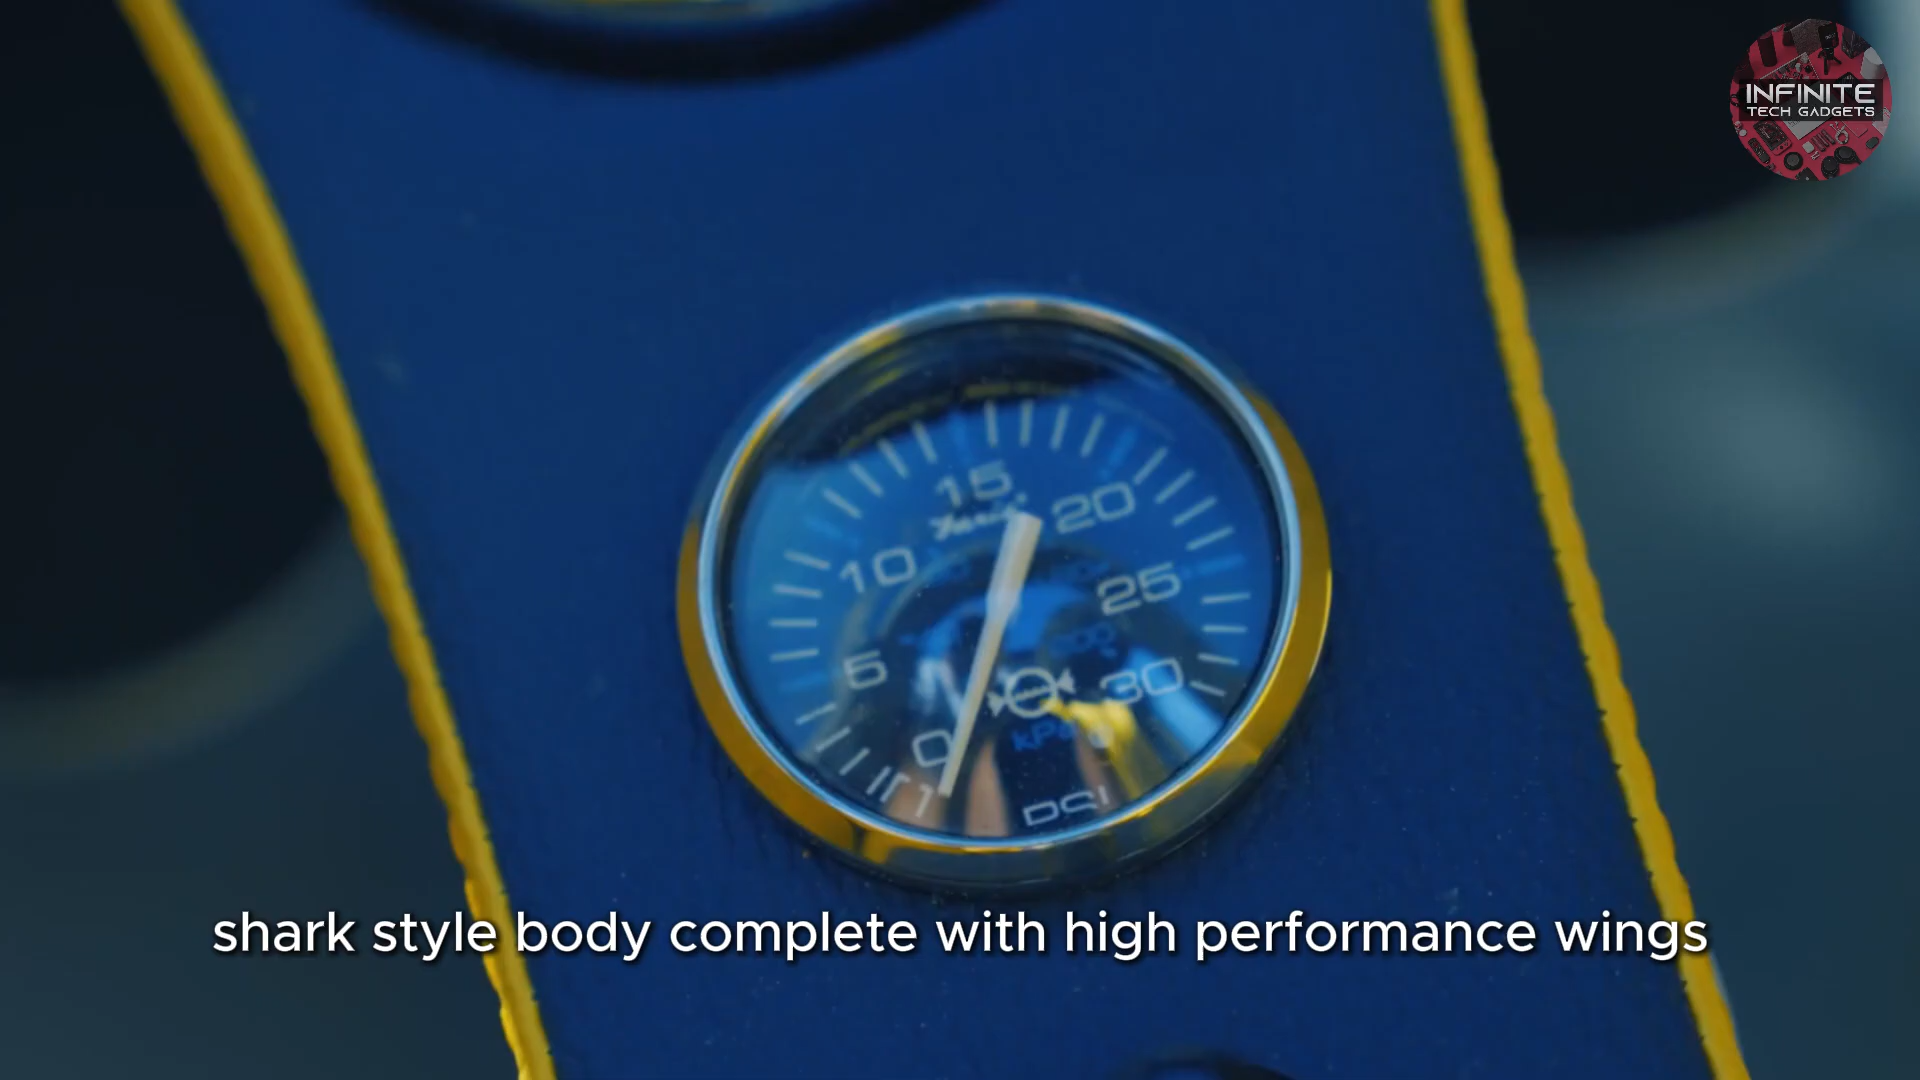 INFINITE
TECH GADGETS
15
20
10
25
5
30
0
kPa
PSI
shark style body complete with high performance wings